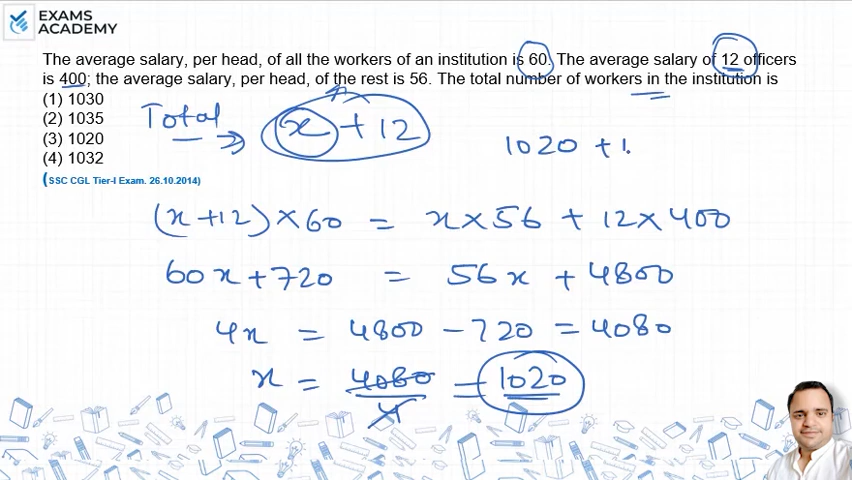 EXAMS
ACADEMY
The average salary, per head, of all the workers of an institution is 60. The average salary of 12 officers
is 400; the average salary, per head, of the rest is 56. The total number of workers in the institution is
(1) 1030
(2) 1035
(3) 1020
(4) 1032
(SSC CGL Tier-I Exam. 26.10.2014)
Total ⇒ x + 12
1020 + 1
(x + 12) × 60 = x × 56 + 12 × 400
60x + 720 = 56x + 4800
4x = 4800 - 720 = 4080
x = 4080/4 = 1020